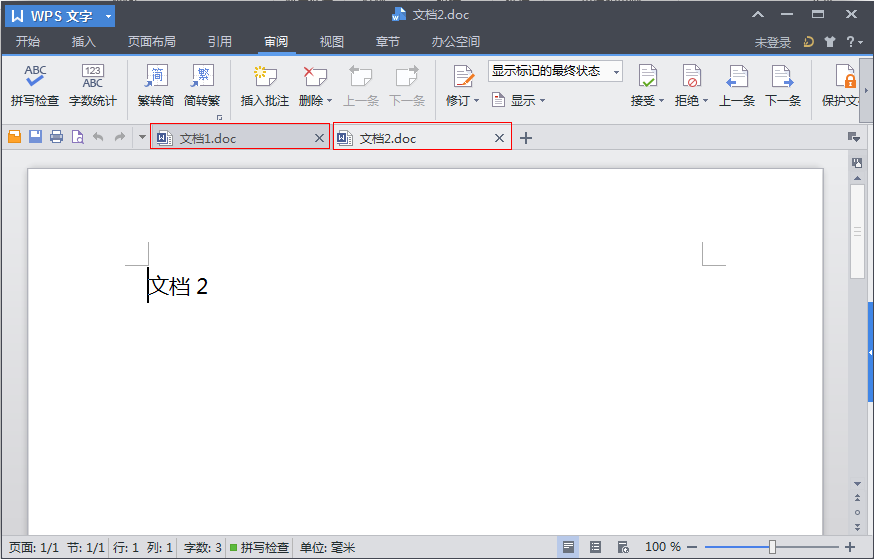 WPS 文字 文档2.doc
开始 插入 页面布局 引用 审阅 视图 章节 办公空间 未登录 ?
ABC 123 ABC 简 繁 显示标记的最终状态
拼写检查 字数统计 繁转简 简转繁 插入批注 删除 上一条 下一条 修订 显示 接受 拒绝 上一条 下一条 保护文
文档1.doc 文档2.doc
文档 2
页面: 1/1 节: 1/1 行: 1 列: 1 字数: 3 拼写检查 单位: 毫米 100 %